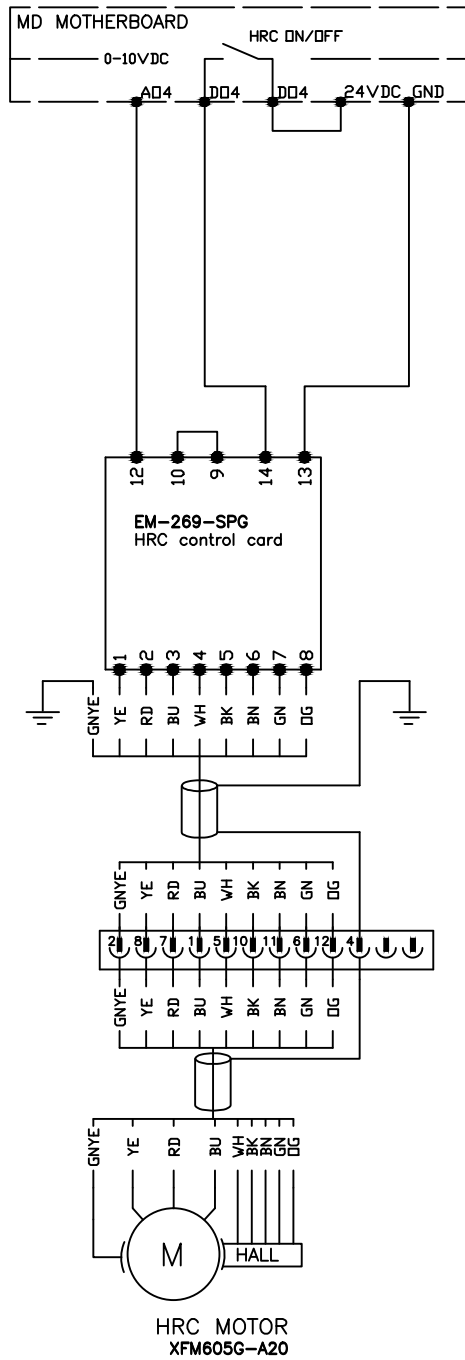 MD MOTHERBOARD
HRC ON/OFF
0-10VDC
AO4 DO4 DO4 24VDC GND
12 10 9 14 13
EM-269-SPG
HRC control card
1 2 3 4 5 6 7 8
GNYE YE RD BU WH BK BN GN OG
GNYE YE RD BU WH BK BN GN OG
2 8 7 1 5 10 11 6 12 4
GNYE YE RD BU WH BK BN GN OG
GNYE YE RD BU WH BK BN GN OG
M HALL
HRC MOTOR
XFM605G-A20